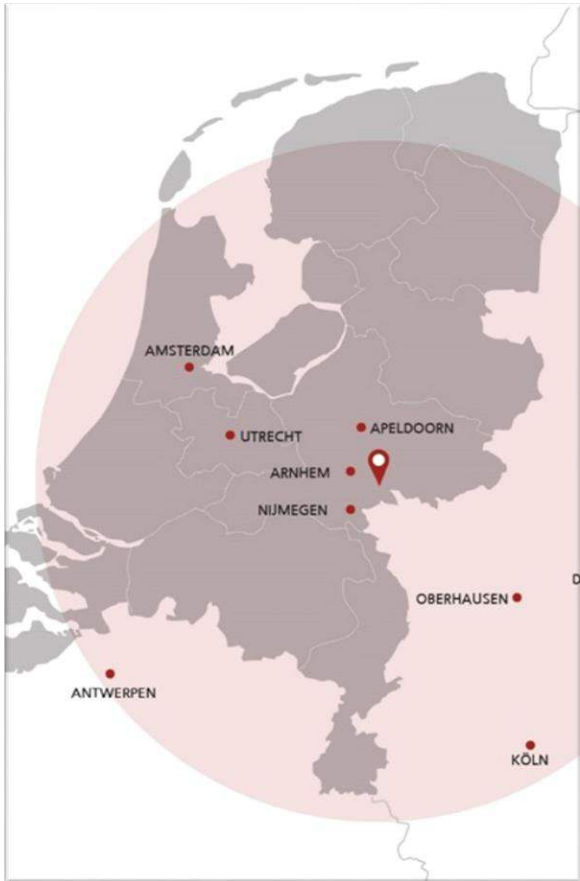 AMSTERDAM
APELDOORN
UTRECHT
ARNHEM
NIJMEGEN
D
OBERHAUSEN
ANTWERPEN
KÖLN